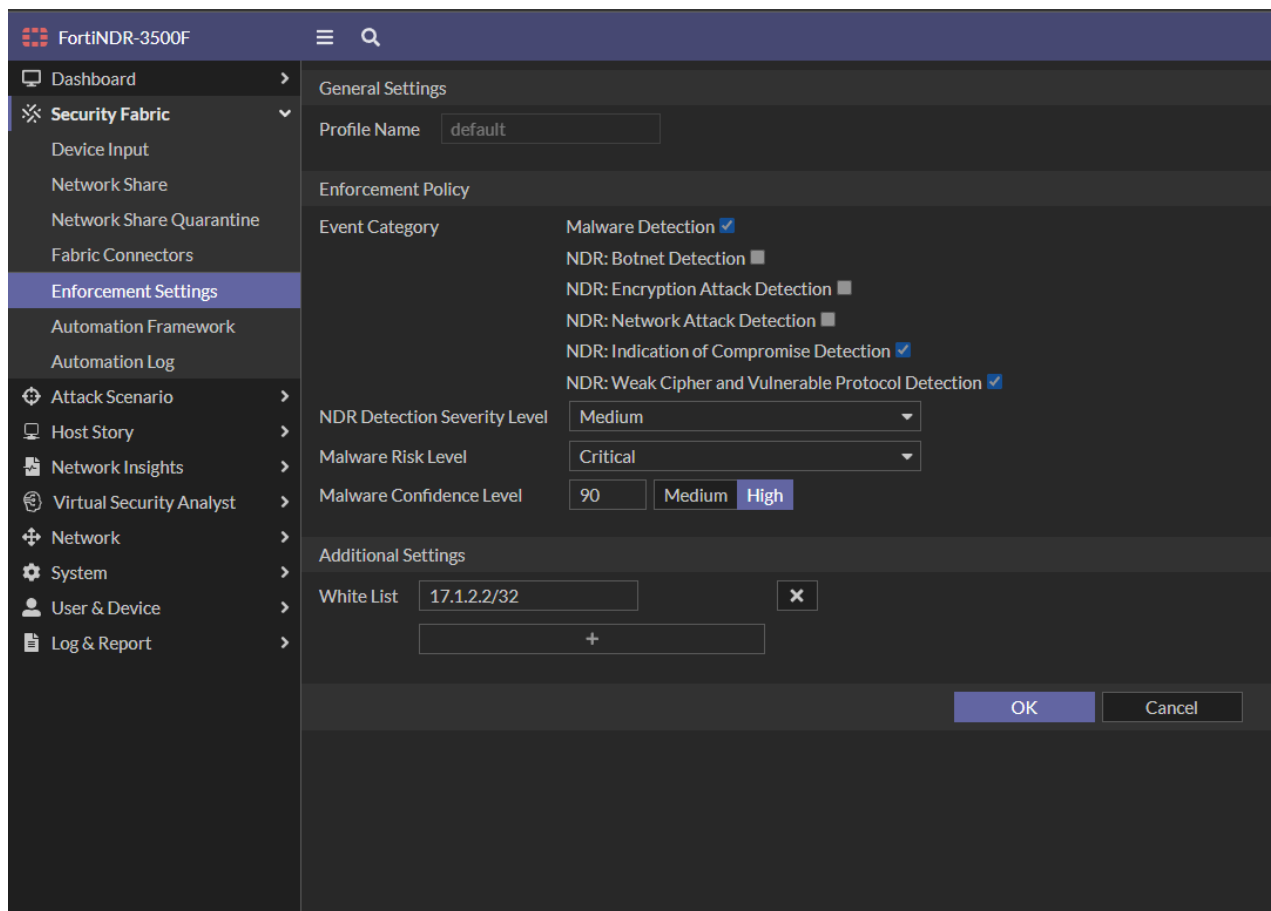 FortiNDR-3500F
Dashboard
Security Fabric
Device Input
Network Share
Network Share Quarantine
Fabric Connectors
Enforcement Settings
Automation Framework
Automation Log
Attack Scenario
Host Story
Network Insights
Virtual Security Analyst
Network
System
User & Device
Log & Report
General Settings
Profile Name default
Enforcement Policy
Event Category Malware Detection
NDR: Botnet Detection
NDR: Encryption Attack Detection
NDR: Network Attack Detection
NDR: Indication of Compromise Detection
NDR: Weak Cipher and Vulnerable Protocol Detection
NDR Detection Severity Level Medium
Malware Risk Level Critical
Malware Confidence Level 90 Medium High
Additional Settings
White List 17.1.2.2/32
+
OK Cancel